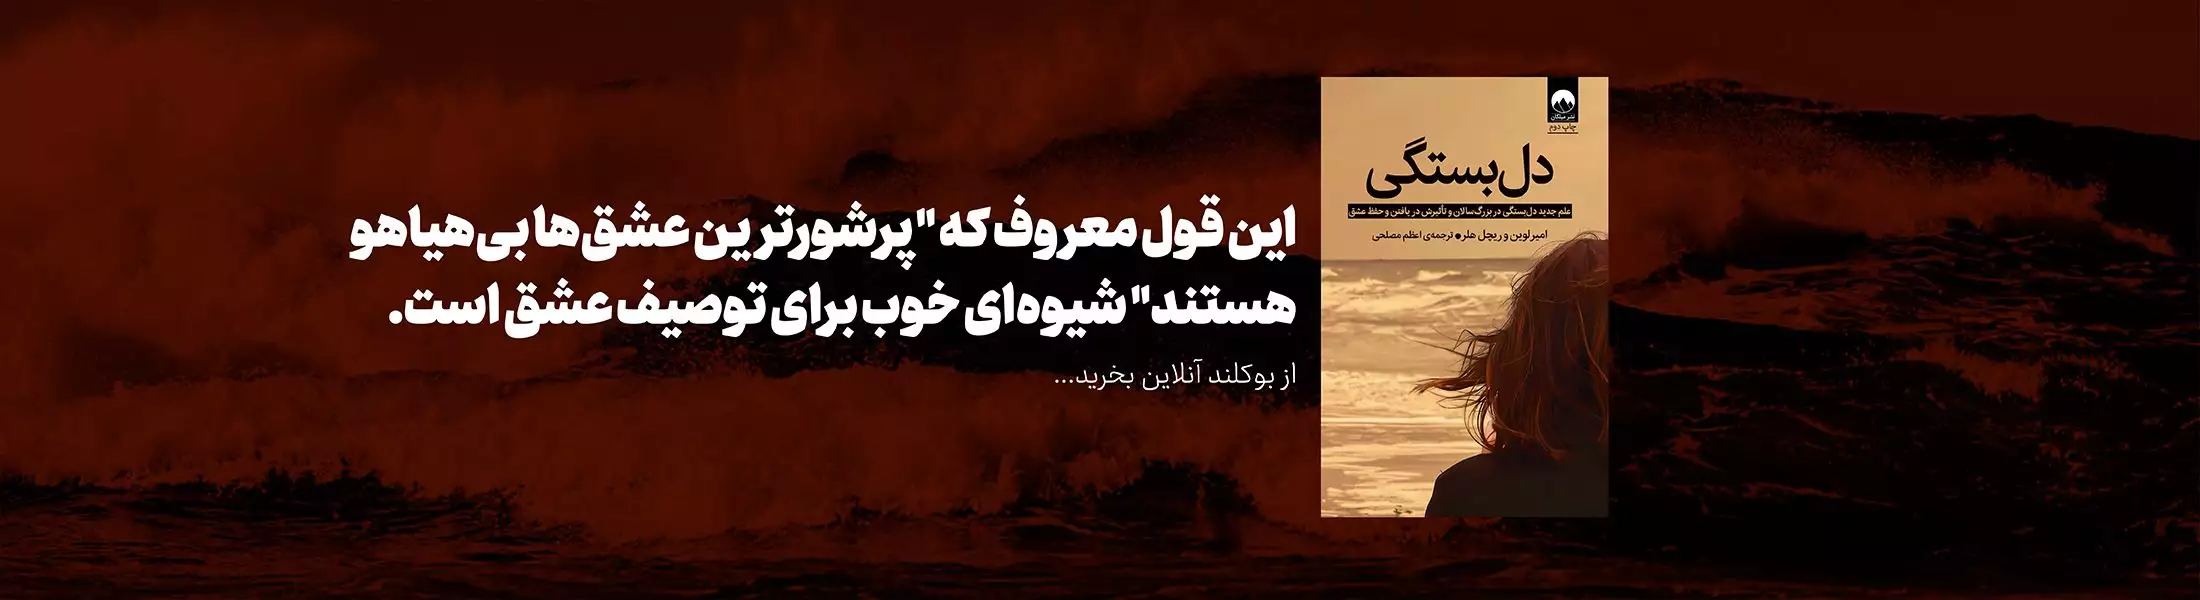 این قول معروف که "پرشورترین عشق‌ها بی‌هیاهو
هستند" شیوه‌ای خوب برای توصیف عشق است.
از بوکلند آنلاین بخرید...
نشر میلکان
چاپ دوم
دل‌بستگی
علم جدید دل‌بستگی در بزرگ‌سالان و تأثیرش در یافتن و حفظ عشق
امیر لوین و ریچل هلر • ترجمه‌ی اعظم مصلحی